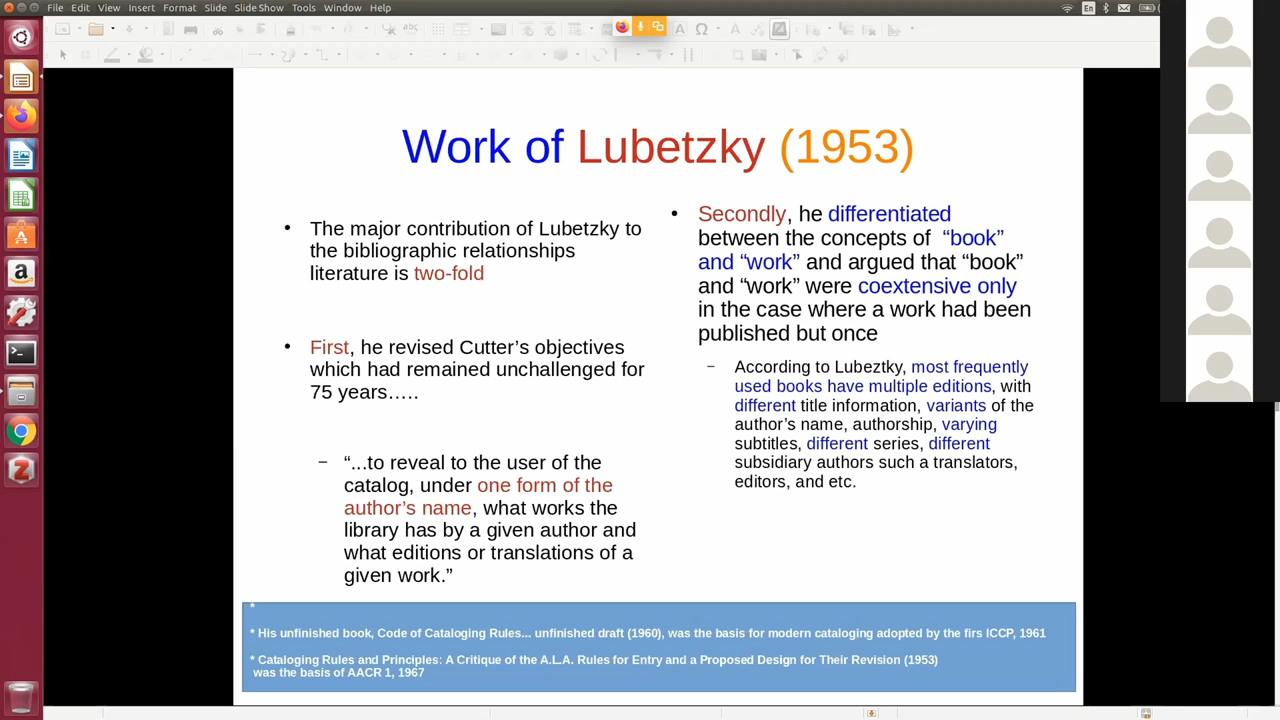 File Edit View Insert Format Slide Slide Show Tools Window Help
En
Work of Lubetzky (1953)
• The major contribution of Lubetzky to
the bibliographic relationships
literature is two-fold
• First, he revised Cutter’s objectives
which had remained unchallenged for
75 years…..
– “...to reveal to the user of the
catalog, under one form of the
author’s name, what works the
library has by a given author and
what editions or translations of a
given work.”
• Secondly, he differentiated
between the concepts of “book”
and “work” and argued that “book”
and “work” were coextensive only
in the case where a work had been
published but once
– According to Lubeztky, most frequently
used books have multiple editions, with
different title information, variants of the
author’s name, authorship, varying
subtitles, different series, different
subsidiary authors such a translators,
editors, and etc.
*
* His unfinished book, Code of Cataloging Rules... unfinished draft (1960), was the basis for modern cataloging adopted by the firs ICCP, 1961
* Cataloging Rules and Principles: A Critique of the A.L.A. Rules for Entry and a Proposed Design for Their Revision (1953)
was the basis of AACR 1, 1967